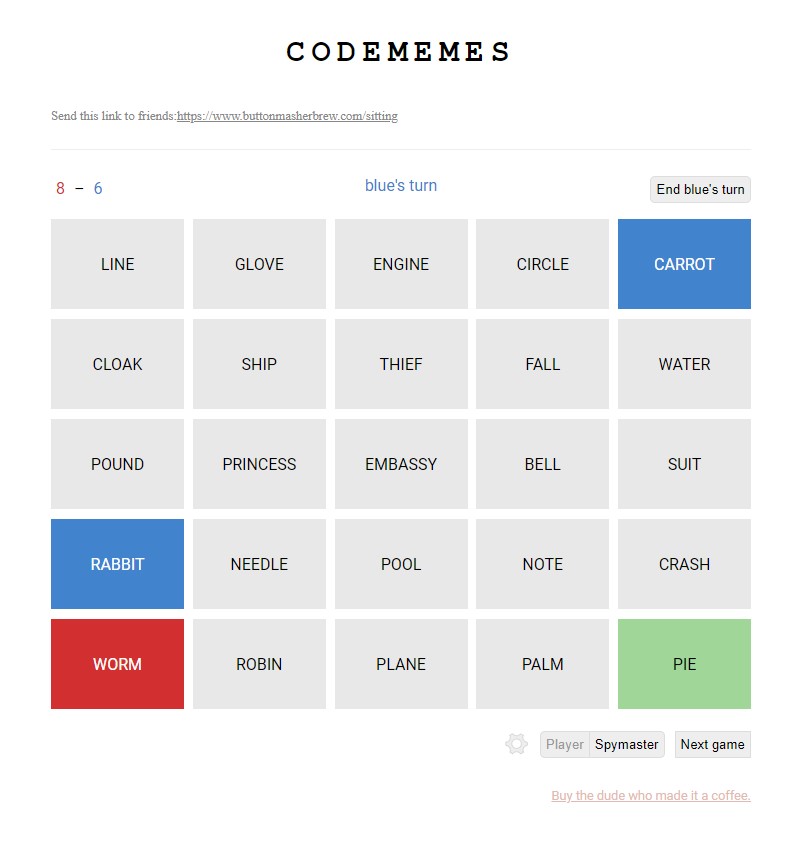 CODEMEMES
Send this link to friends:https://www.buttonmasherbrew.com/sitting
8 – 6 blue's turn End blue's turn
LINE GLOVE ENGINE CIRCLE CARROT
CLOAK SHIP THIEF FALL WATER
POUND PRINCESS EMBASSY BELL SUIT
RABBIT NEEDLE POOL NOTE CRASH
WORM ROBIN PLANE PALM PIE
Player Spymaster Next game
Buy the dude who made it a coffee.